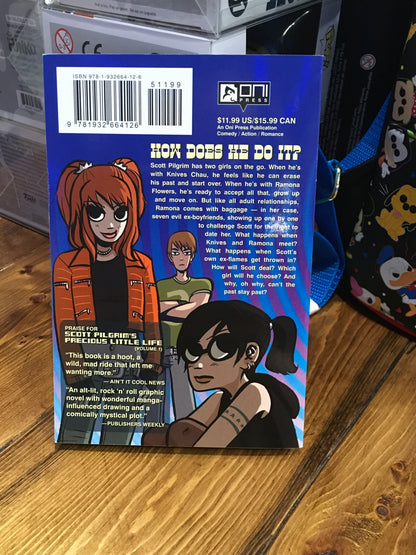 ISBN 978-1-932664-12-6
51199
9 781932 664126
ONI
PRESS
$11.99 US/$15.99 CAN
An Oni Press Publication
Comedy / Action / Romance
HOW DOES HE DO IT?
Scott Pilgrim has two girls on the go. When he's
with Knives Chau, he feels like he can erase
his past and start over. When he's with Ramona
Flowers, he's ready to accept all that, grow up
and move on. But like all adult relationships,
Ramona comes with baggage — in her case,
seven evil ex-boyfriends, showing up one by one
to challenge Scott for the right to
date her. What happens when
Knives and Ramona meet?
What happens when Scott's
own ex-flames get thrown in?
How will Scott deal? Which
girl will he choose? And
why, oh why, can't the
past stay past?
PRAISE FOR
SCOTT PILGRIM'S
PRECIOUS LITTLE LIFE
(VOLUME 1)
"This book is a hoot, a
wild, mad ride that left me
wanting more."
— AIN'T IT COOL NEWS
"An alt-lit, rock 'n' roll graphic
novel with wonderful manga-
influenced drawing and a
comically mystical plot."
—PUBLISHERS WEEKLY